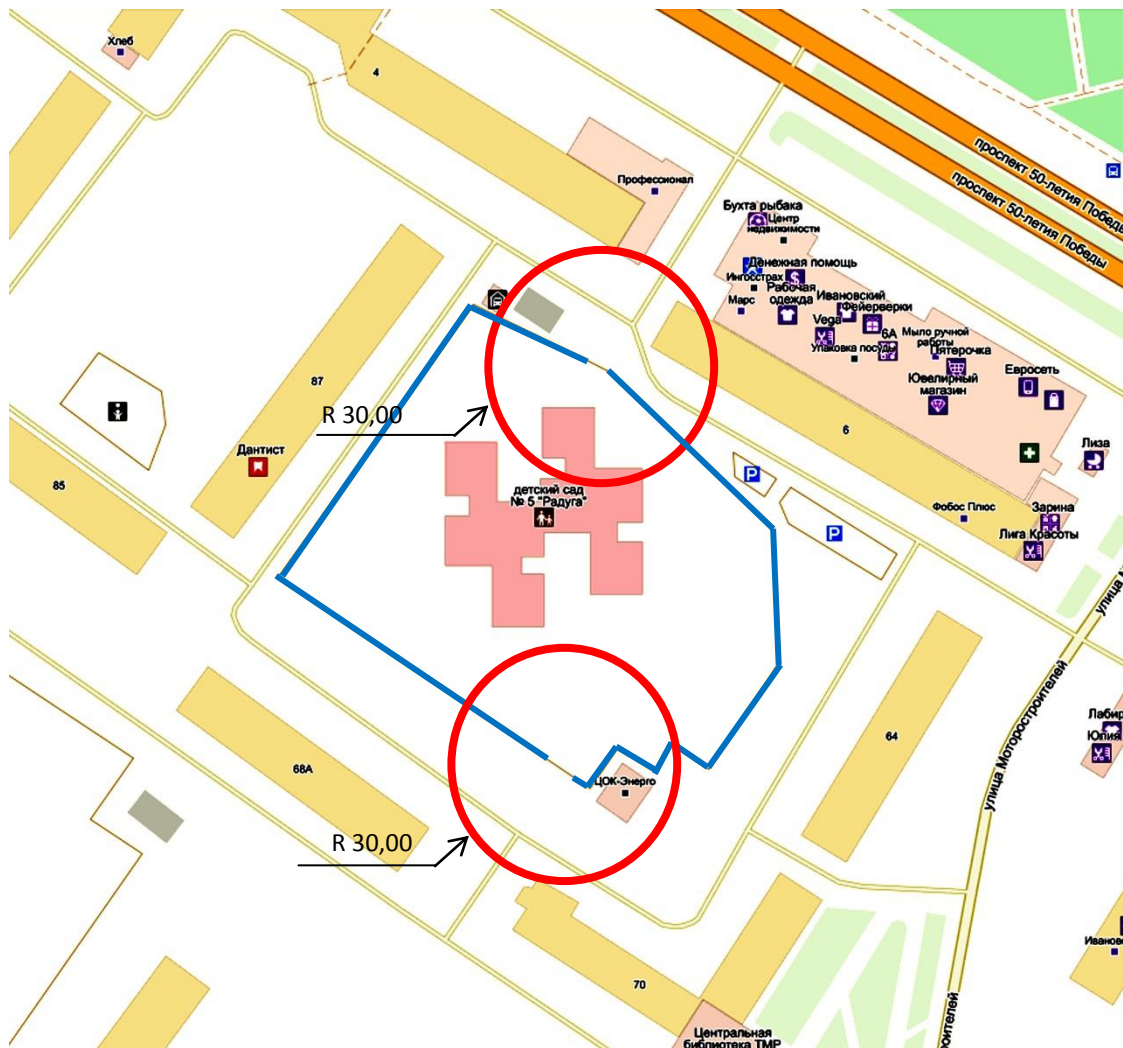 Хлеб
4
проспект 50-летия Победы
проспект 50-летия Победы
Профессионал
Бухта рыбака
Центр
недвижимости
Денежная помощь
Ингосстрах
Рабочая
одежда
Марс
Ивановский
Фейерверки
Vega
6А
Мыло ручной
работы
Упаковка посуды
Пятерочка
Евросеть
Ювелирный
магазин
87
R 30,00
6
Лиза
Дантист
85
детский сад
№ 5 "Радуга"
P
P
Фобос Плюс
Зарина
Лига Красоты
улица
улица Моторостроителей
64
Юлия
68А
ЦОЖ-Энерго
R 30,00
70
Центральная
библиотека ТМР